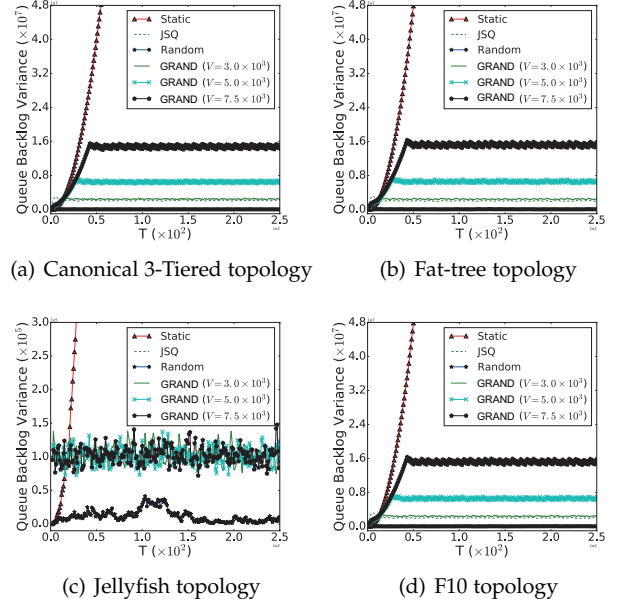 4.8 1e7
Static
JSQ
Random
GRAND (V = 3.0 × 10³)
GRAND (V = 5.0 × 10³)
GRAND (V = 7.5 × 10³)
Queue Backlog Variance (×10⁷)
4.0
3.2
2.4
1.6
0.8
0.0
0.0 0.5 1.0 1.5 2.0 2.5
1e2
T (×10²)
(a) Canonical 3-Tiered topology
4.8 1e7
Static
JSQ
Random
GRAND (V = 3.0 × 10³)
GRAND (V = 5.0 × 10³)
GRAND (V = 7.5 × 10³)
Queue Backlog Variance (×10⁷)
4.0
3.2
2.4
1.6
0.8
0.0
0.0 0.5 1.0 1.5 2.0 2.5
1e2
T (×10²)
(b) Fat-tree topology
3.0 1e5
Static
JSQ
Random
GRAND (V = 3.0 × 10³)
GRAND (V = 5.0 × 10³)
GRAND (V = 7.5 × 10³)
Queue Backlog Variance (×10⁵)
2.5
2.0
1.5
1.0
0.5
0.0
0.0 0.5 1.0 1.5 2.0 2.5
1e2
T (×10²)
(c) Jellyfish topology
4.8 1e7
Static
JSQ
Random
GRAND (V = 3.0 × 10³)
GRAND (V = 5.0 × 10³)
GRAND (V = 7.5 × 10³)
Queue Backlog Variance (×10⁷)
4.0
3.2
2.4
1.6
0.8
0.0
0.0 0.5 1.0 1.5 2.0 2.5
1e2
T (×10²)
(d) F10 topology